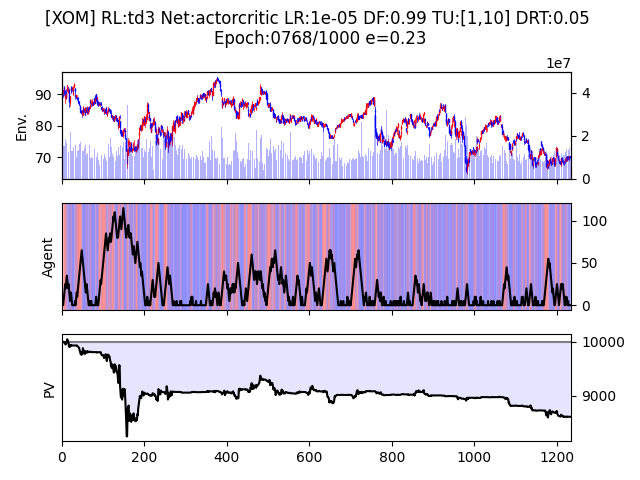 [XOM] RL:td3 Net:actorcritic LR:1e-05 DF:0.99 TU:[1,10] DRT:0.05
Epoch:0768/1000 e=0.23
1e7
Env.
90
80
70
4
2
0
Agent
100
50
0
PV
10000
9000
0 200 400 600 800 1000 1200